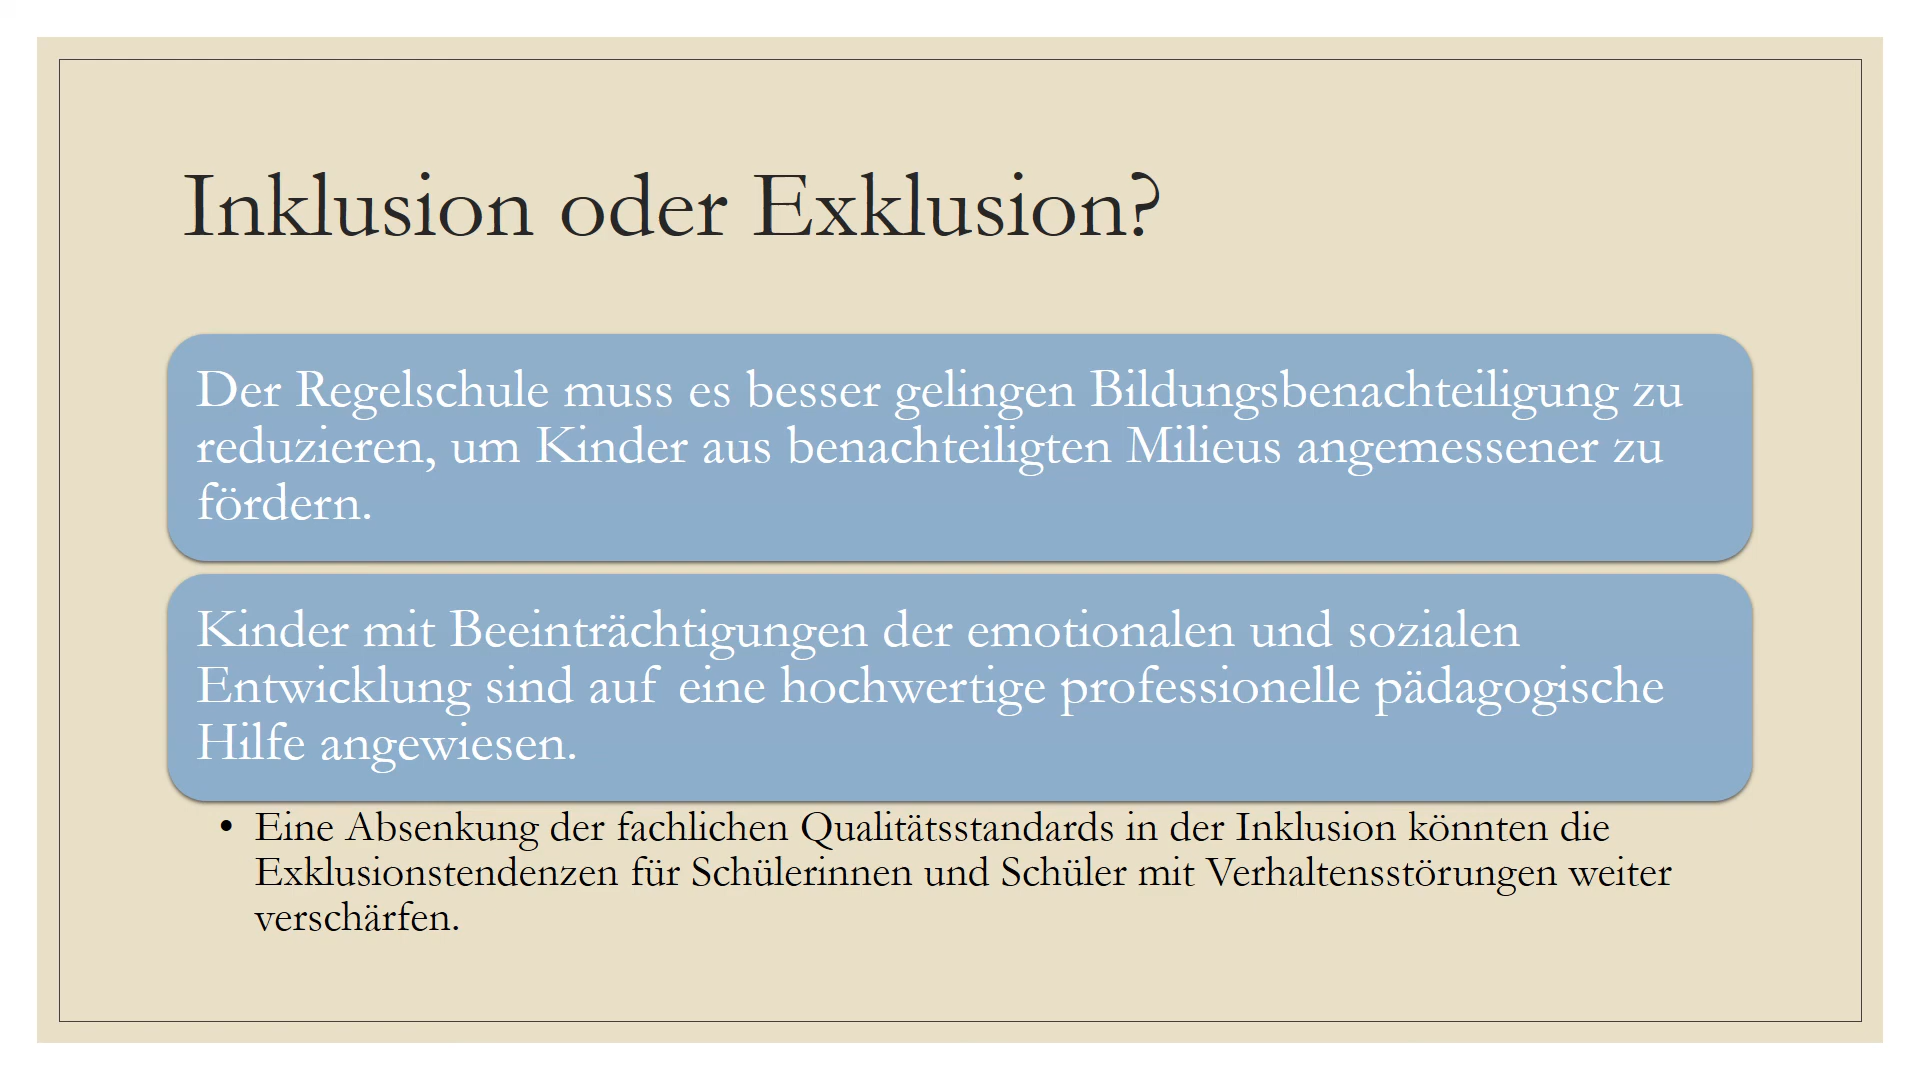 Inklusion oder Exklusion?
Der Regelschule muss es besser gelingen Bildungsbenachteiligung zu
reduzieren, um Kinder aus benachteiligten Milieus angemessener zu
fördern.
Kinder mit Beeinträchtigungen der emotionalen und sozialen
Entwicklung sind auf eine hochwertige professionelle pädagogische
Hilfe angewiesen.
• Eine Absenkung der fachlichen Qualitätsstandards in der Inklusion könnten die
Exklusionstendenzen für Schülerinnen und Schüler mit Verhaltensstörungen weiter
verschärfen.